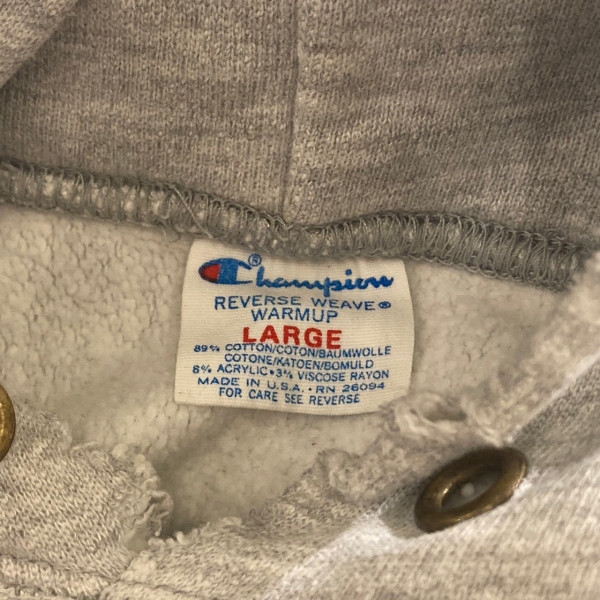 Champion®
REVERSE WEAVE®
WARMUP
LARGE
89% COTTON/COTON/BAUMWOLLE
COTONE/KATOEN/BOMULD
8% ACRYLIC•3% VISCOSE RAYON
MADE IN U.S.A.•RN 26094
FOR CARE SEE REVERSE